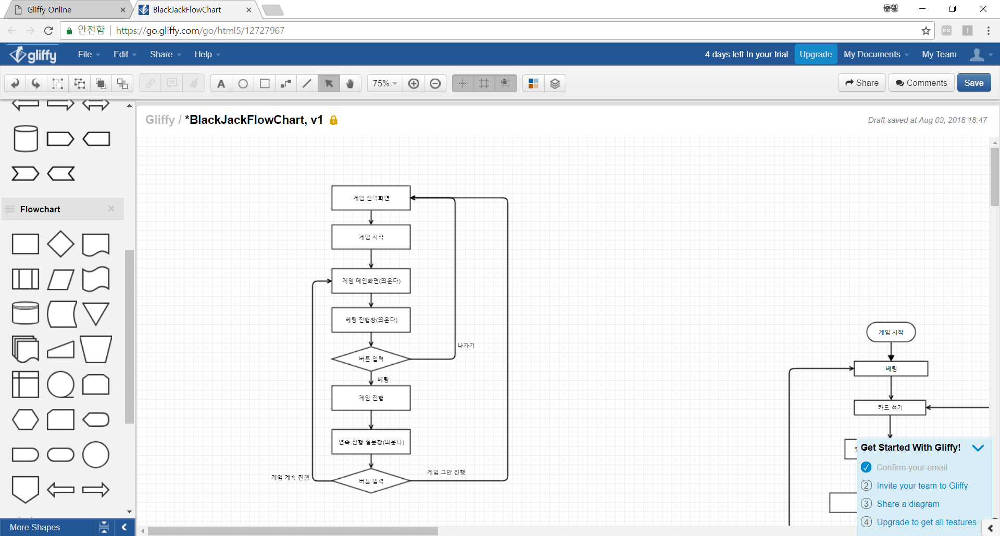 Gliffy Online
BlackJackFlowChart
동철
안전함
https://go.gliffy.com/go/html5/12727967
gliffy
File
Edit
Share
Help
4 days left In your trial
Upgrade
My Documents
My Team
A
75%
Share
Comments
Save
Gliffy / *BlackJackFlowChart, v1
Draft saved at Aug 03, 2018 18:47
Flowchart
게임 선택화면
게임 시작
게임 메인화면(띄운다)
베팅 진행창(띄운다)
나가기
버튼 입력
베팅
게임 진행
연속 진행 질문창(띄운다)
게임 계속 진행
버튼 입력
게임 그만 진행
게임 시작
베팅
카드 섞기
Get Started With Gliffy!
Confirm your email
2 Invite your team to Gliffy
3 Share a diagram
4 Upgrade to get all features
More Shapes